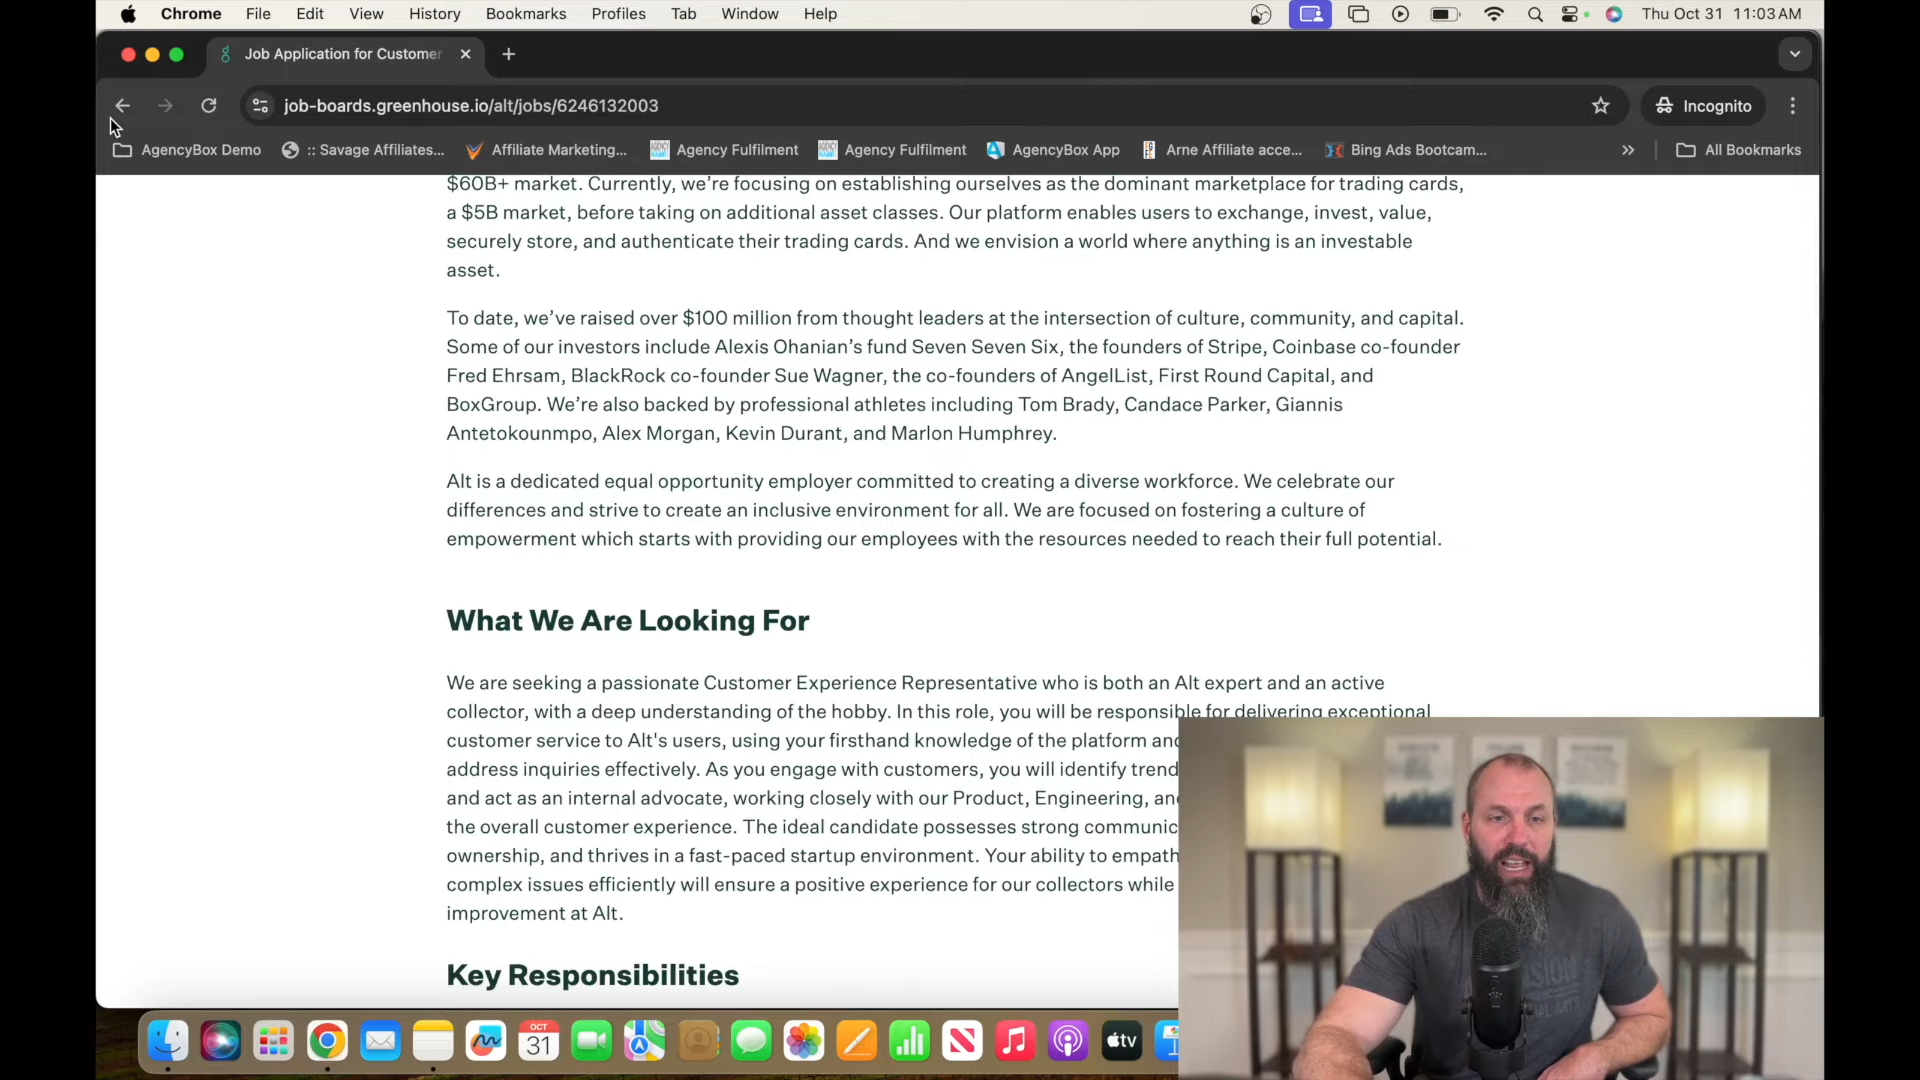 Chrome File Edit View History Bookmarks Profiles Tab Window Help Thu Oct 31 11:03 AM
Job Application for Customer
job-boards.greenhouse.io/alt/jobs/6246132003 Incognito
AgencyBox Demo :: Savage Affiliates... Affiliate Marketing... Agency Fulfilment Agency Fulfilment AgencyBox App Arne Affiliate acce... Bing Ads Bootcam... » All Bookmarks
$60B+ market. Currently, we’re focusing on establishing ourselves as the dominant marketplace for trading cards,
a $5B market, before taking on additional asset classes. Our platform enables users to exchange, invest, value,
securely store, and authenticate their trading cards. And we envision a world where anything is an investable
asset.
To date, we’ve raised over $100 million from thought leaders at the intersection of culture, community, and capital.
Some of our investors include Alexis Ohanian’s fund Seven Seven Six, the founders of Stripe, Coinbase co-founder
Fred Ehrsam, BlackRock co-founder Sue Wagner, the co-founders of AngelList, First Round Capital, and
BoxGroup. We’re also backed by professional athletes including Tom Brady, Candace Parker, Giannis
Antetokounmpo, Alex Morgan, Kevin Durant, and Marlon Humphrey.
Alt is a dedicated equal opportunity employer committed to creating a diverse workforce. We celebrate our
differences and strive to create an inclusive environment for all. We are focused on fostering a culture of
empowerment which starts with providing our employees with the resources needed to reach their full potential.
What We Are Looking For
We are seeking a passionate Customer Experience Representative who is both an Alt expert and an active
collector, with a deep understanding of the hobby. In this role, you will be responsible for delivering exceptional
customer service to Alt's users, using your firsthand knowledge of the platform and
address inquiries effectively. As you engage with customers, you will identify trend
and act as an internal advocate, working closely with our Product, Engineering, an
the overall customer experience. The ideal candidate possesses strong communic
ownership, and thrives in a fast-paced startup environment. Your ability to empath
complex issues efficiently will ensure a positive experience for our collectors while
improvement at Alt.
Key Responsibilities
OCT
31
tv